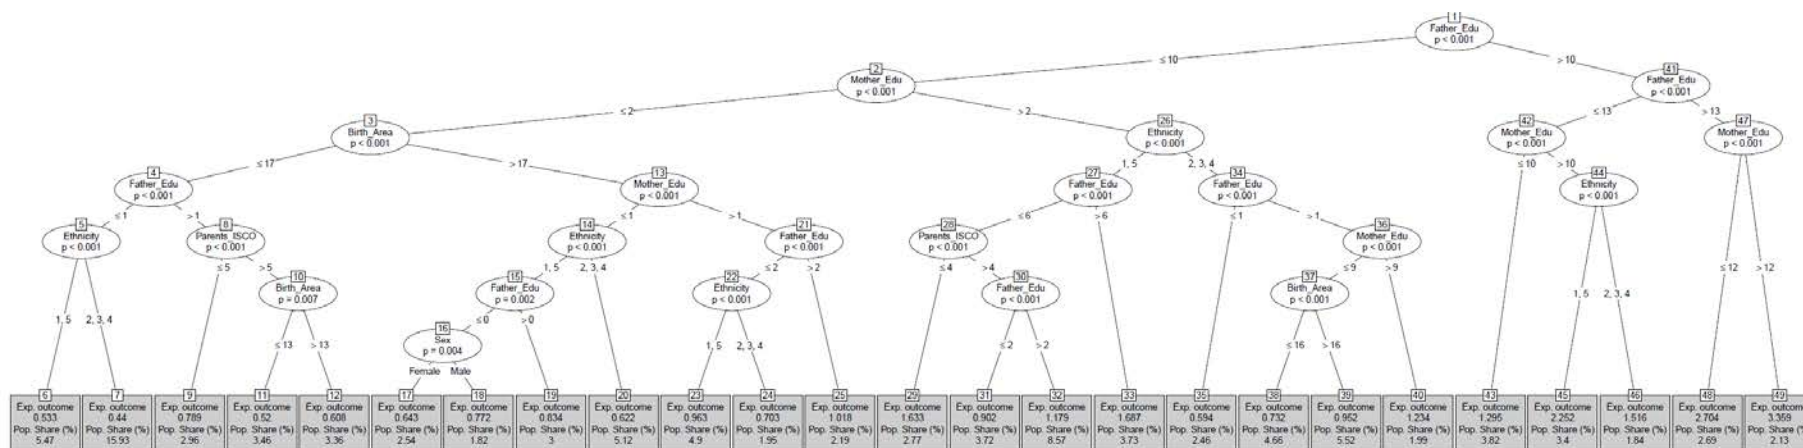 1
Father_Edu
p < 0.001
≤ 10
> 10
2
Mother_Edu
p < 0.001
41
Father_Edu
p < 0.001
≤ 2
> 2
≤ 13
> 13
3
Birth_Area
p < 0.001
26
Ethnicity
p < 0.001
42
Mother_Edu
p < 0.001
47
Mother_Edu
p < 0.001
≤ 17
> 17
1, 5
2, 3, 4
≤ 10
> 10
4
Father_Edu
p < 0.001
13
Mother_Edu
p < 0.001
27
Father_Edu
p < 0.001
34
Father_Edu
p < 0.001
44
Ethnicity
p < 0.001
≤ 1
> 1
≤ 1
> 1
≤ 6
> 6
≤ 1
> 1
5
Ethnicity
p < 0.001
8
Parents_ISCO
p < 0.001
14
Ethnicity
p < 0.001
21
Father_Edu
p < 0.001
28
Parents_ISCO
p < 0.001
36
Mother_Edu
p < 0.001
≤ 5
> 5
1, 5
2, 3, 4
≤ 2
> 2
≤ 4
> 4
≤ 9
> 9
≤ 12
> 12
10
Birth_Area
p = 0.007
15
Father_Edu
p = 0.002
22
Ethnicity
p < 0.001
30
Father_Edu
p < 0.001
37
Birth_Area
p < 0.001
1, 5
2, 3, 4
≤ 0
> 0
1, 5
2, 3, 4
16
Sex
p = 0.004
≤ 13
> 13
1, 5
2, 3, 4
≤ 2
> 2
≤ 16
> 16
Female
Male
6
Exp. outcome
0.533
Pop. Share (%)
5.47
7
Exp. outcome
0.44
Pop. Share (%)
15.93
9
Exp. outcome
0.789
Pop. Share (%)
2.96
11
Exp. outcome
0.52
Pop. Share (%)
3.46
12
Exp. outcome
0.608
Pop. Share (%)
3.36
17
Exp. outcome
0.643
Pop. Share (%)
2.54
18
Exp. outcome
0.772
Pop. Share (%)
1.82
19
Exp. outcome
0.834
Pop. Share (%)
3
20
Exp. outcome
0.622
Pop. Share (%)
5.12
23
Exp. outcome
0.963
Pop. Share (%)
4.9
24
Exp. outcome
0.703
Pop. Share (%)
1.95
25
Exp. outcome
1.018
Pop. Share (%)
2.19
29
Exp. outcome
1.633
Pop. Share (%)
2.77
31
Exp. outcome
0.902
Pop. Share (%)
3.72
32
Exp. outcome
1.179
Pop. Share (%)
8.57
33
Exp. outcome
1.687
Pop. Share (%)
3.73
35
Exp. outcome
0.594
Pop. Share (%)
2.46
38
Exp. outcome
0.732
Pop. Share (%)
4.66
39
Exp. outcome
0.962
Pop. Share (%)
5.52
40
Exp. outcome
1.234
Pop. Share (%)
1.99
43
Exp. outcome
1.295
Pop. Share (%)
3.82
45
Exp. outcome
2.252
Pop. Share (%)
3.4
46
Exp. outcome
1.516
Pop. Share (%)
1.84
48
Exp. outcome
2.704
Pop. Share (%)
2.69
49
Exp. outcome
3.359
Pop. Share (%)
2.13